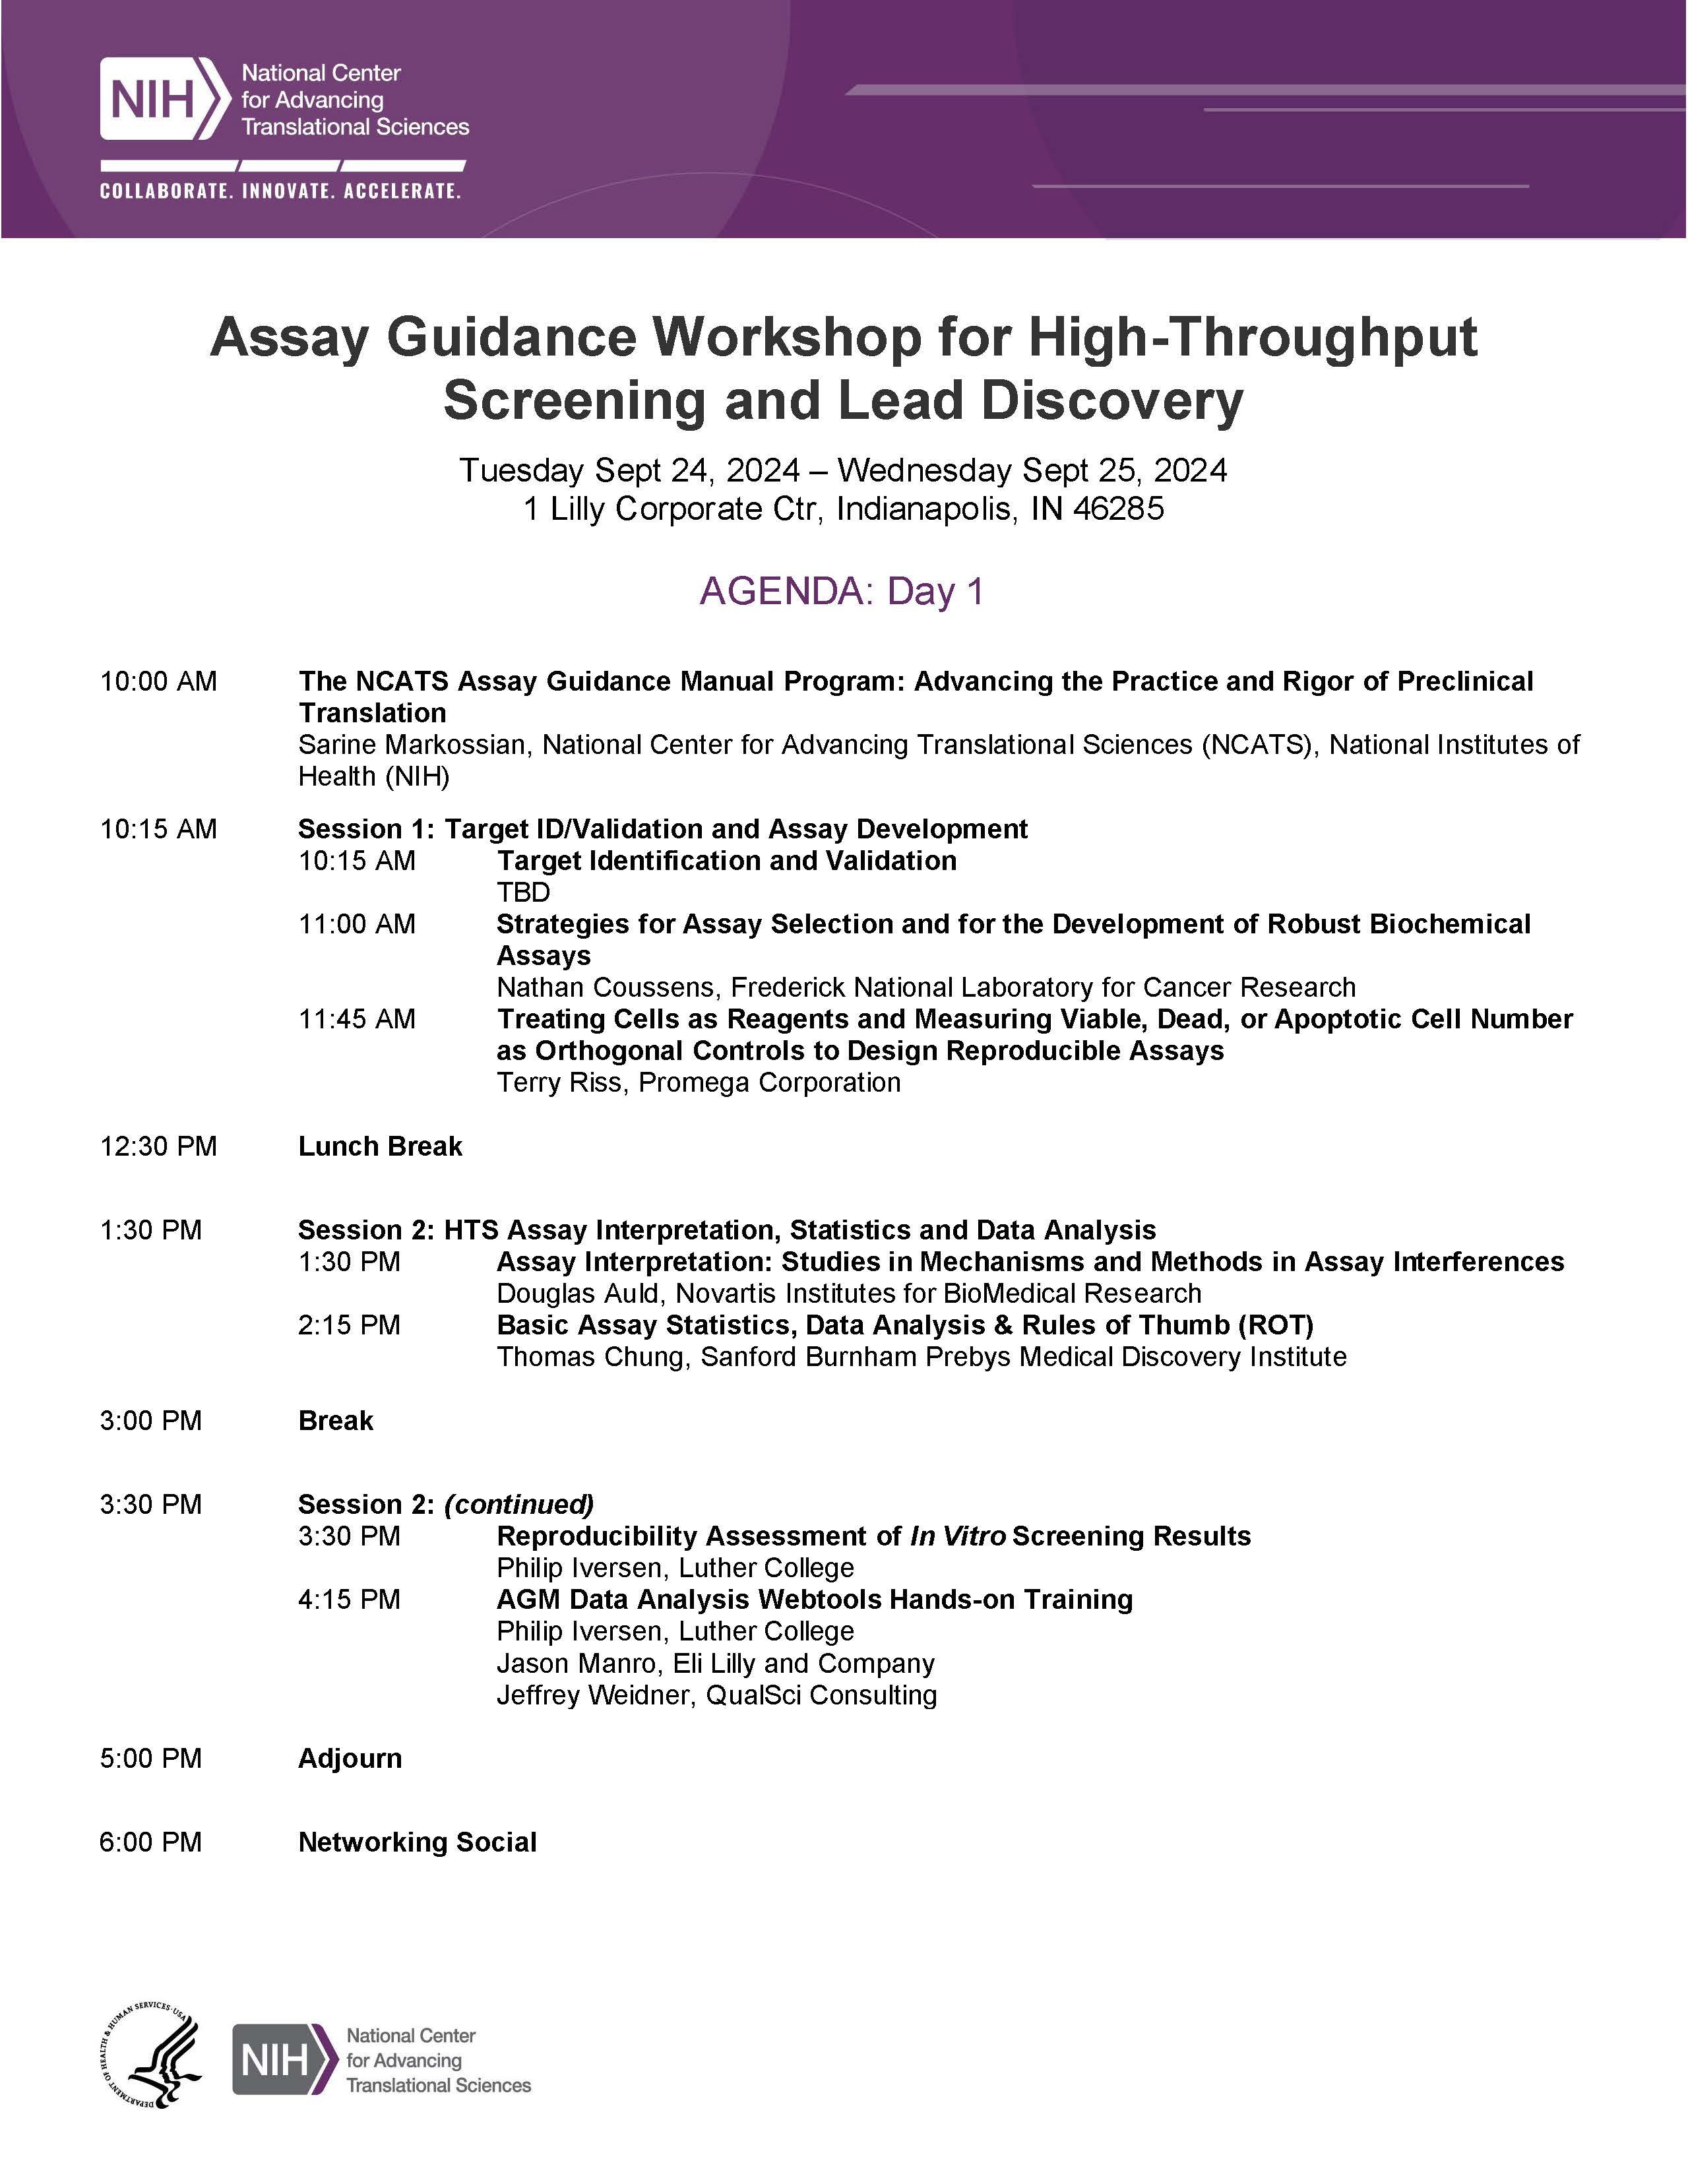 NIH
National Center
for Advancing
Translational Sciences
COLLABORATE. INNOVATE. ACCELERATE.
Assay Guidance Workshop for High-Throughput
Screening and Lead Discovery
Tuesday Sept 24, 2024 – Wednesday Sept 25, 2024
1 Lilly Corporate Ctr, Indianapolis, IN 46285
AGENDA: Day 1
10:00 AM The NCATS Assay Guidance Manual Program: Advancing the Practice and Rigor of Preclinical
Translation
Sarine Markossian, National Center for Advancing Translational Sciences (NCATS), National Institutes of
Health (NIH)
10:15 AM Session 1: Target ID/Validation and Assay Development
10:15 AM Target Identification and Validation
TBD
11:00 AM Strategies for Assay Selection and for the Development of Robust Biochemical
Assays
Nathan Coussens, Frederick National Laboratory for Cancer Research
11:45 AM Treating Cells as Reagents and Measuring Viable, Dead, or Apoptotic Cell Number
as Orthogonal Controls to Design Reproducible Assays
Terry Riss, Promega Corporation
12:30 PM Lunch Break
1:30 PM Session 2: HTS Assay Interpretation, Statistics and Data Analysis
1:30 PM Assay Interpretation: Studies in Mechanisms and Methods in Assay Interferences
Douglas Auld, Novartis Institutes for BioMedical Research
2:15 PM Basic Assay Statistics, Data Analysis & Rules of Thumb (ROT)
Thomas Chung, Sanford Burnham Prebys Medical Discovery Institute
3:00 PM Break
3:30 PM Session 2: (continued)
3:30 PM Reproducibility Assessment of In Vitro Screening Results
Philip Iversen, Luther College
4:15 PM AGM Data Analysis Webtools Hands-on Training
Philip Iversen, Luther College
Jason Manro, Eli Lilly and Company
Jeffrey Weidner, QualSci Consulting
5:00 PM Adjourn
6:00 PM Networking Social
DEPARTMENT OF HEALTH & HUMAN SERVICES·USA
NIH
National Center
for Advancing
Translational Sciences